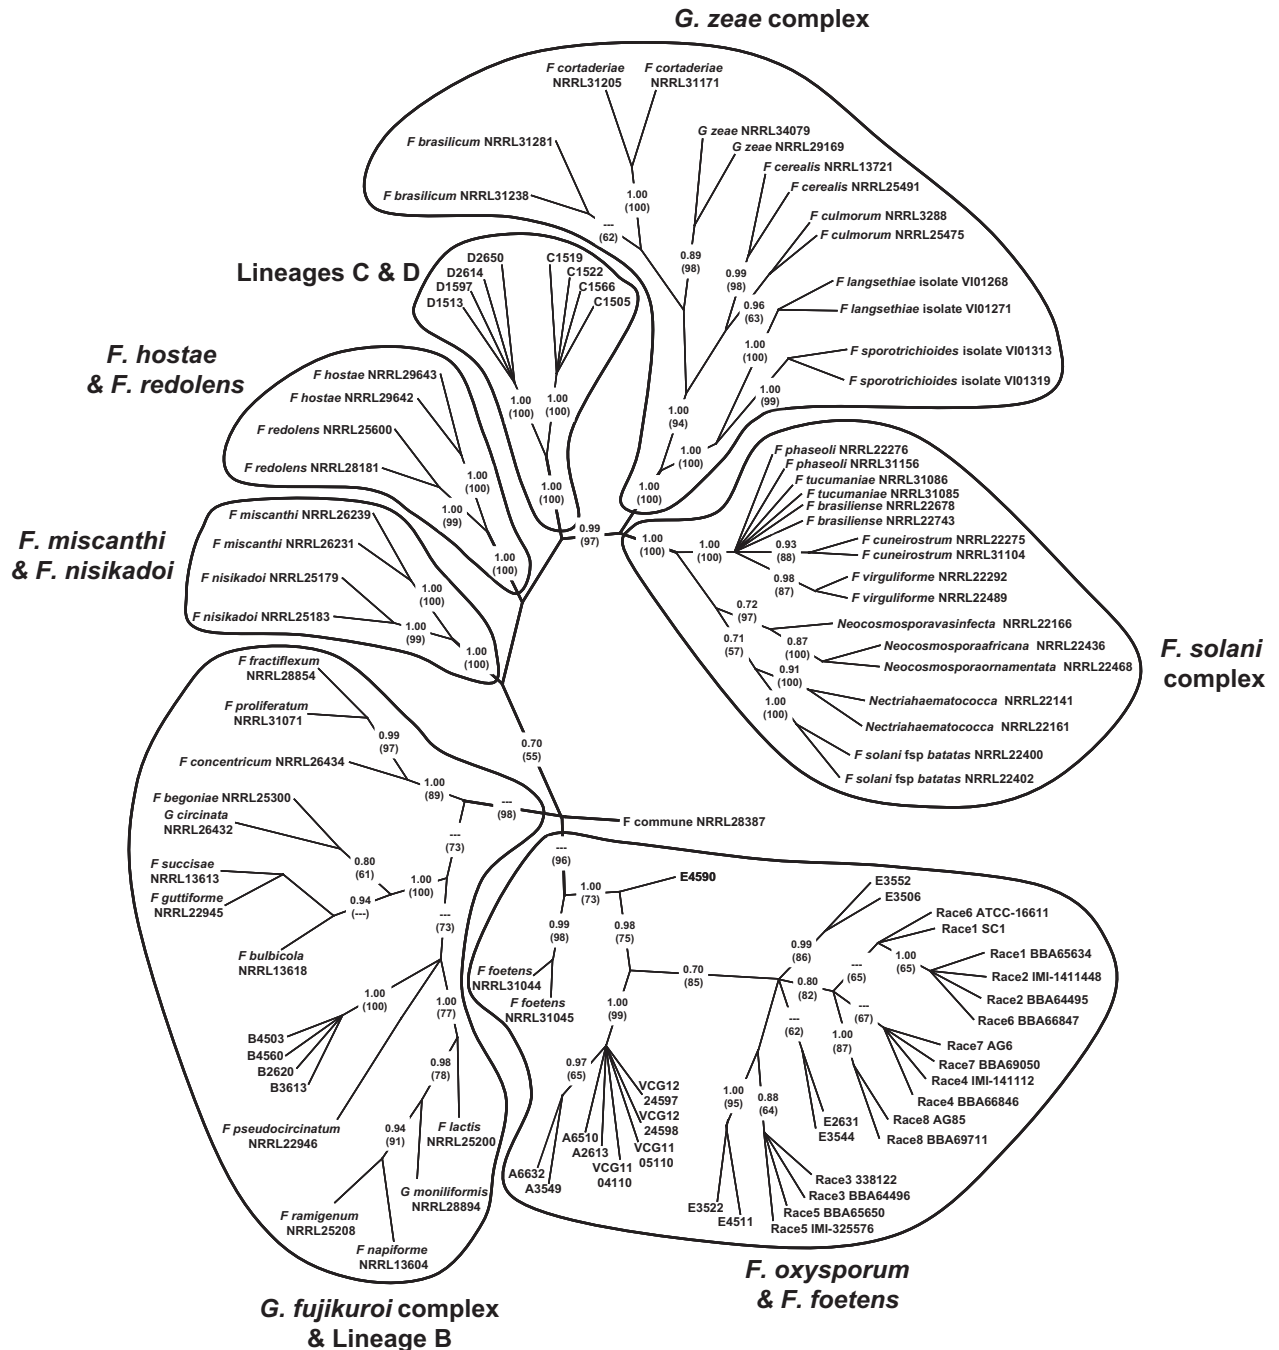 G. zeae complex
F cortaderiae
NRRL31205
F cortaderiae
NRRL31171
F brasilicum NRRL31281
F brasilicum NRRL31238
G zeae NRRL34079
G zeae NRRL29169
F cerealis NRRL13721
F cerealis NRRL25491
F culmorum NRRL3288
F culmorum NRRL25475
F langsethiae isolate VI01268
F langsethiae isolate VI01271
F sporotrichioides isolate VI01313
F sporotrichioides isolate VI01319
1.00
(100)
---
(62)
0.89
(98)
0.99
(98)
0.96
(63)
1.00
(100)
1.00
(99)
1.00
(94)
1.00
(100)
1.00
(100)
Lineages C & D
D2650
D2614
D1597
D1513
C1519
C1522
C1566
C1505
1.00
(100)
1.00
(100)
1.00
(100)
0.99
(97)
F. hostae
& F. redolens
F hostae NRRL29643
F hostae NRRL29642
F redolens NRRL25600
F redolens NRRL28181
1.00
(100)
1.00
(99)
1.00
(100)
F. miscanthi
& F. nisikadoi
F miscanthi NRRL26239
F miscanthi NRRL26231
F nisikadoi NRRL25179
F nisikadoi NRRL25183
1.00
(100)
1.00
(99)
1.00
(100)
F. solani
complex
F phaseoli NRRL22276
F phaseoli NRRL31156
F tucumaniae NRRL31086
F tucumaniae NRRL31085
F brasiliense NRRL22678
F brasiliense NRRL22743
F cuneirostrum NRRL22275
F cuneirostrum NRRL31104
F virguliforme NRRL22292
F virguliforme NRRL22489
Neocosmosporavasinfecta NRRL22166
Neocosmosporaafricana NRRL22436
Neocosmosporaornamentata NRRL22468
Nectriahaematococca NRRL22141
Nectriahaematococca NRRL22161
F solani fsp batatas NRRL22400
F solani fsp batatas NRRL22402
1.00
(100)
1.00
(100)
0.93
(88)
0.98
(87)
0.72
(97)
0.71
(57)
0.87
(100)
0.91
(100)
1.00
(100)
0.70
(55)
F commune NRRL28387
F fractiflexum
NRRL28854
F proliferatum
NRRL31071
F concentricum NRRL26434
F begoniae NRRL25300
G circinata
NRRL26432
F succisae
NRRL13613
F guttiforme
NRRL22945
F bulbicola
NRRL13618
B4503
B4560
B2620
B3613
F pseudocircinatum
NRRL22946
F lactis
NRRL25200
G moniliformis
NRRL28894
F ramigenum
NRRL25208
F napiforme
NRRL13604
0.99
(97)
1.00
(89)
---
(98)
---
(73)
0.80
(61)
1.00
(100)
0.94
(---)
---
(73)
1.00
(100)
1.00
(77)
0.98
(78)
0.94
(91)
G. fujikuroi complex
& Lineage B
---
(96)
1.00
(73)
E4590
0.99
(98)
0.98
(75)
F foetens
NRRL31044
F foetens
NRRL31045
0.70
(85)
1.00
(99)
0.97
(65)
A6632
A3549
A6510
A2613
VCG11
04110
VCG11
05110
VCG12
24598
VCG12
24597
E3552
E3506
0.99
(86)
0.80
(82)
---
(65)
1.00
(65)
---
(67)
---
(62)
1.00
(87)
1.00
(95)
0.88
(64)
Race6 ATCC-16611
Race1 SC1
Race1 BBA65634
Race2 IMI-1411448
Race2 BBA64495
Race6 BBA66847
Race7 AG6
Race7 BBA69050
Race4 IMI-141112
Race4 BBA66846
Race8 AG85
Race8 BBA69711
E2631
E3544
Race3 338122
Race3 BBA64496
Race5 BBA65650
Race5 IMI-325576
E3522
E4511
F. oxysporum
& F. foetens